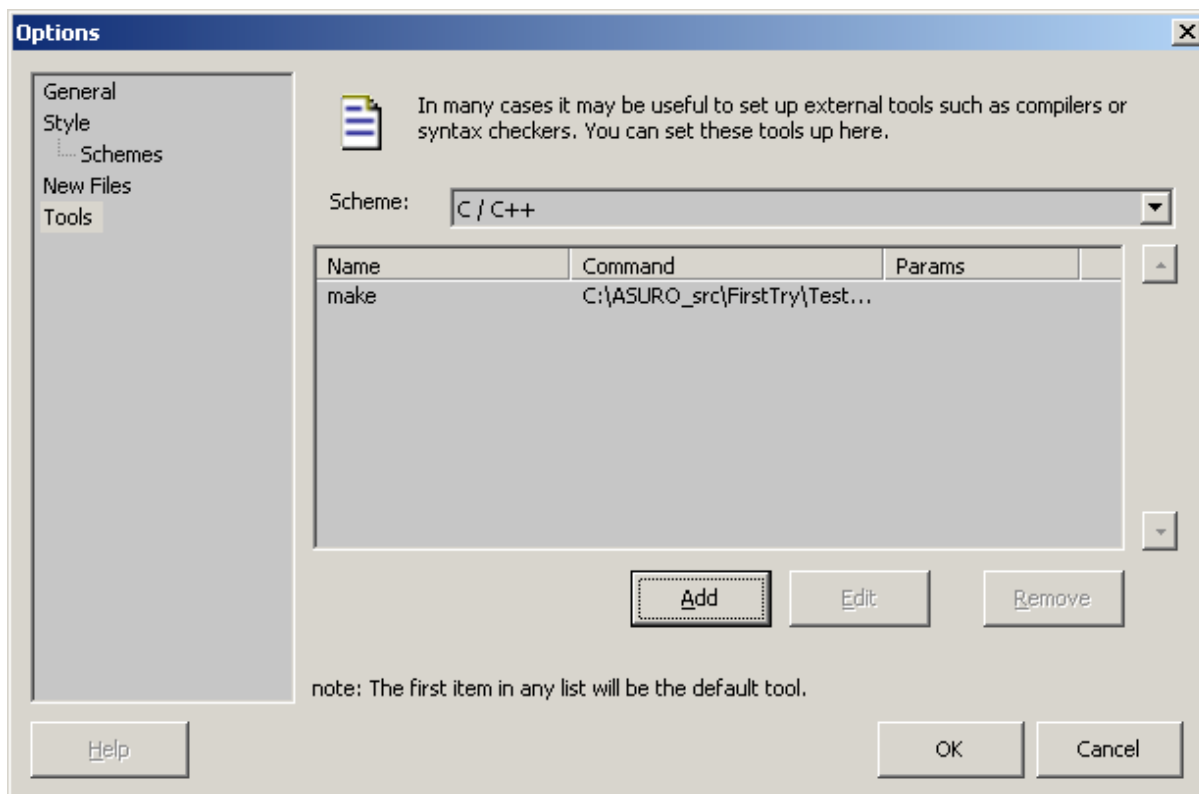 Options
General
Style
Schemes
New Files
Tools
In many cases it may be useful to set up external tools such as compilers or
syntax checkers. You can set these tools up here.
Scheme: C / C++
Name Command Params
make C:\ASURO_src\FirstTry\Test...
Add Edit Remove
note: The first item in any list will be the default tool.
Help OK Cancel